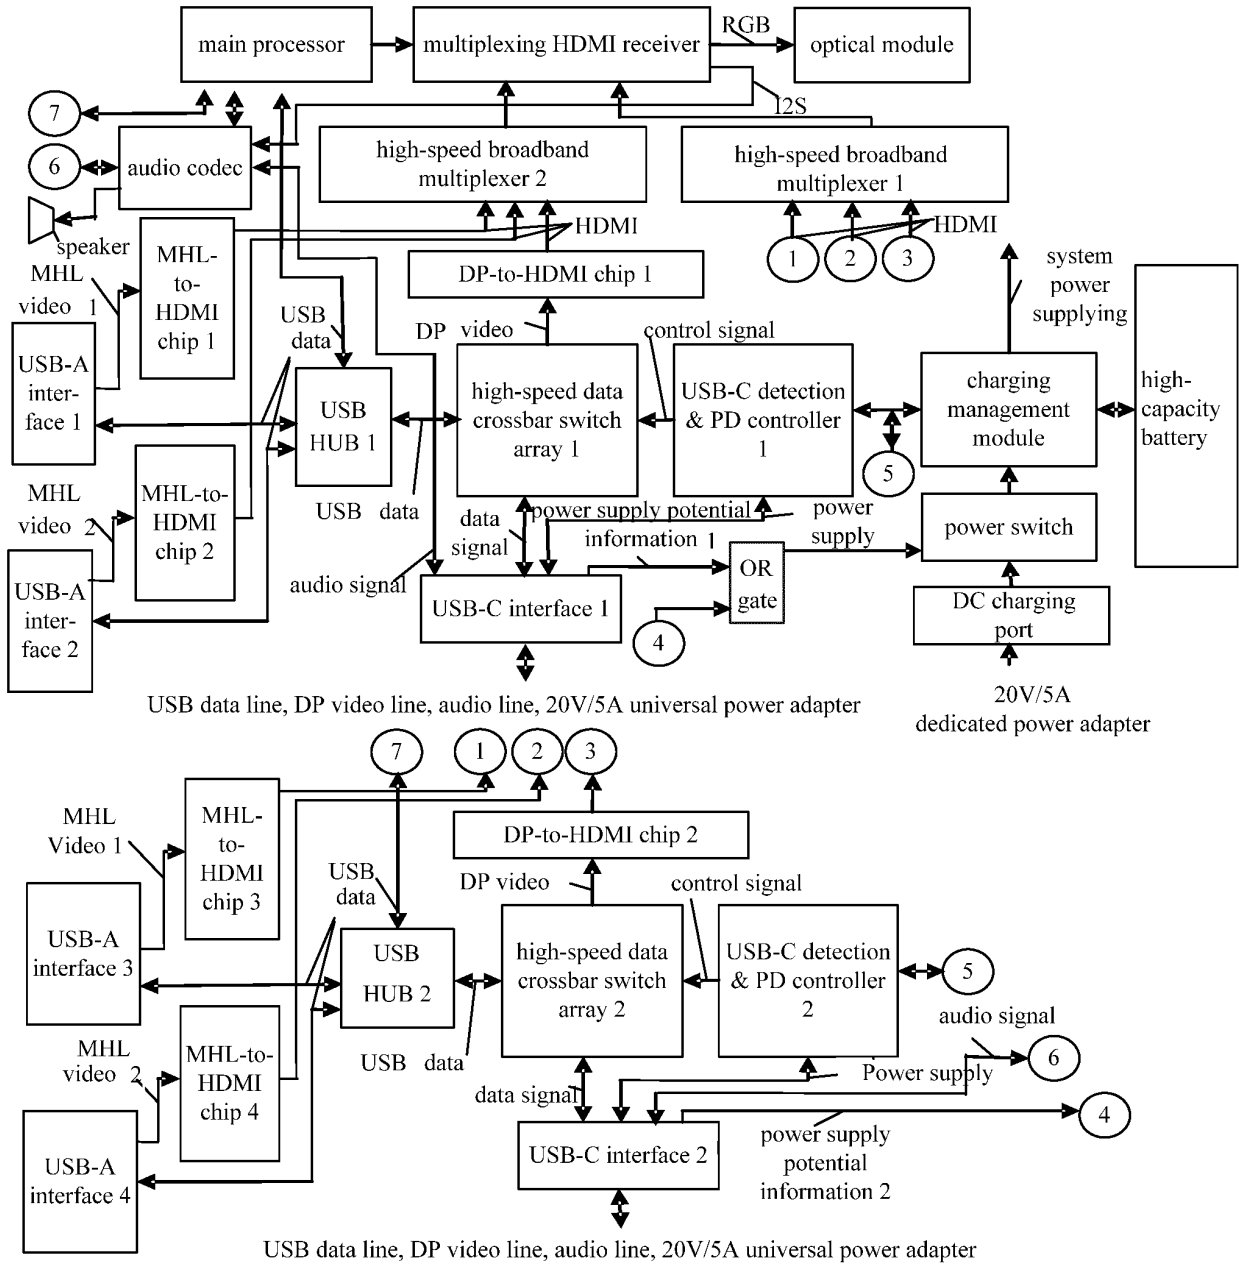 main processor
multiplexing HDMI receiver
RGB
optical module
I2S
7
6
audio codec
speaker
high-speed broadband
multiplexer 2
high-speed broadband
multiplexer 1
HDMI
HDMI
1
2
3
MHL-
to-
HDMI
chip 1
MHL
video 1
DP-to-HDMI chip 1
system
power
supplying
USB
data
DP video
control signal
USB-A
inter-
face 1
USB
HUB 1
high-speed data
crossbar switch
array 1
USB-C detection
& PD controller
1
charging
management
module
high-
capacity
battery
5
MHL
video 2
MHL-to-
HDMI
chip 2
USB data
data
signal
power supply potential
information 1
power
supply
power switch
audio signal
OR
gate
USB-A
inter-
face 2
USB-C interface 1
4
DC charging
port
USB data line, DP video line, audio line, 20V/5A universal power adapter
20V/5A
dedicated power adapter
7
1
2
3
MHL
Video 1
MHL-
to-
HDMI
chip 3
DP-to-HDMI chip 2
USB
data
DP video
control signal
USB-A
interface 3
USB
HUB 2
high-speed data
crossbar switch
array 2
USB-C detection
& PD controller
2
5
MHL
video 2
MHL-to-
HDMI
chip 4
USB data
audio signal
6
data signal
Power supply
4
USB-A
interface 4
USB-C interface 2
power supply
potential
information 2
USB data line, DP video line, audio line, 20V/5A universal power adapter